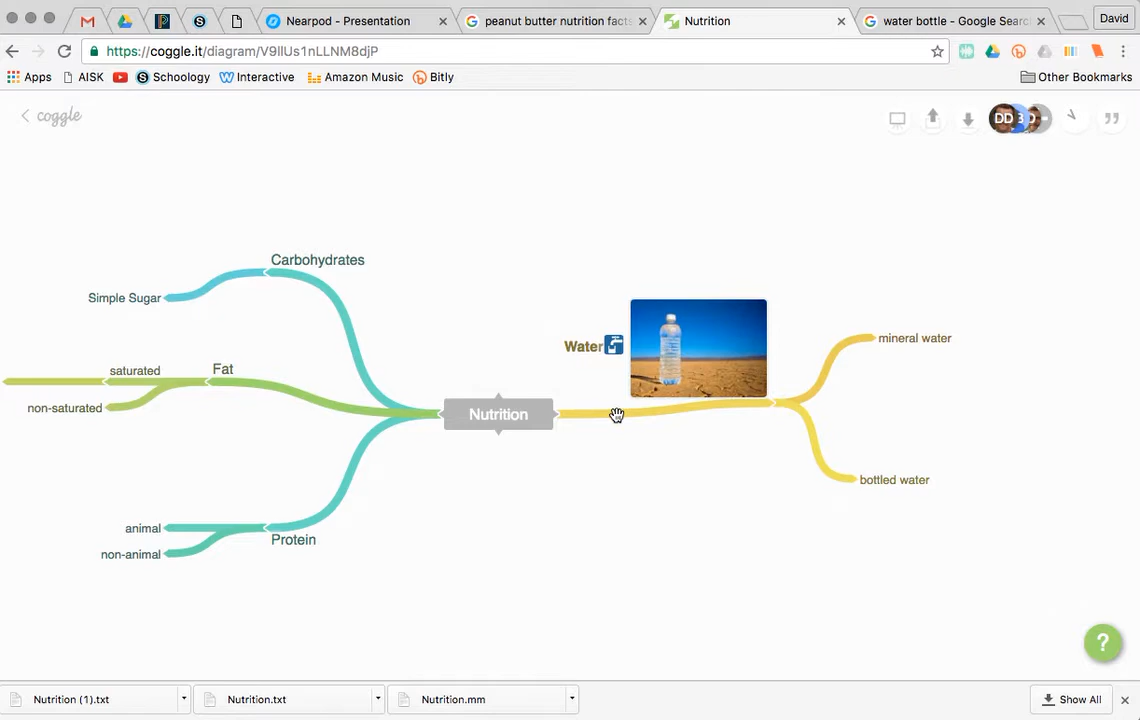 Nearpod - Presentation
peanut butter nutrition facts
Nutrition
water bottle - Google Sear
David
https://coggle.it/diagram/V9IlUs1nLLNM8djP
Apps
AISK
Schoology
Interactive
Amazon Music
Bitly
Other Bookmarks
coggle
DD
Carbohydrates
Simple Sugar
Water
mineral water
saturated
Fat
non-saturated
Nutrition
bottled water
animal
non-animal
Protein
?
Nutrition (1).txt
Nutrition.txt
Nutrition.mm
Show All